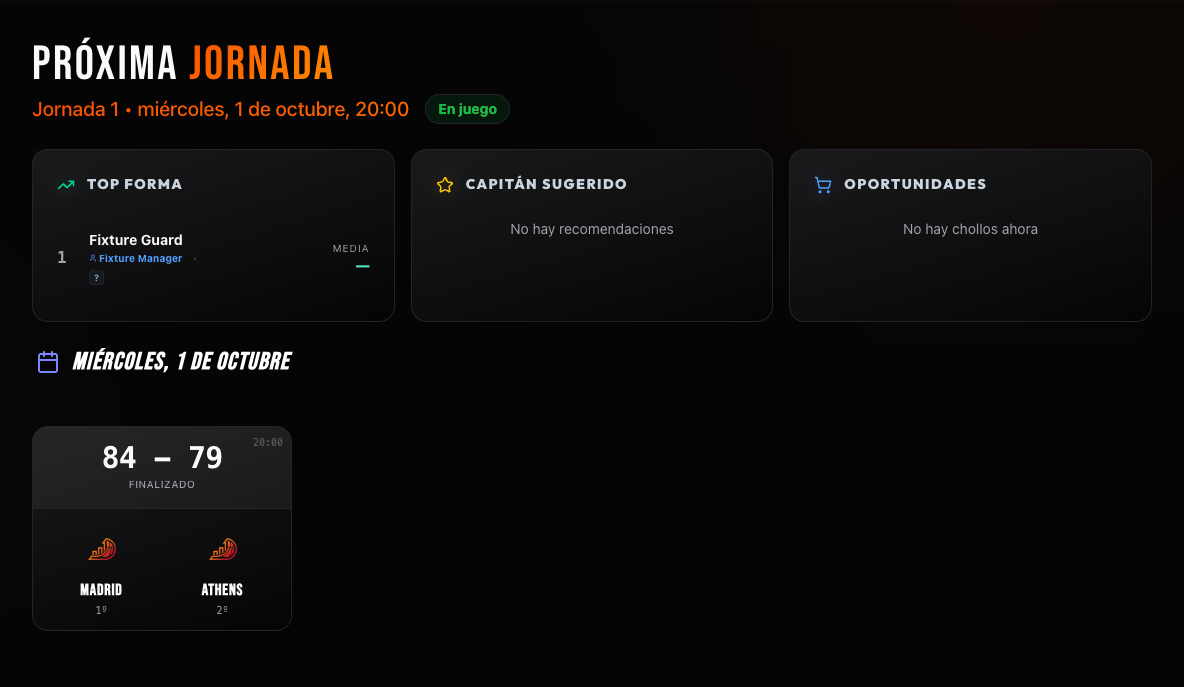 PRÓXIMA JORNADA
Jornada 1 • miércoles, 1 de octubre, 20:00
En juego
TOP FORMA
1
Fixture Guard
Fixture Manager
?
MEDIA
—
CAPITÁN SUGERIDO
No hay recomendaciones
OPORTUNIDADES
No hay chollos ahora
MIÉRCOLES, 1 DE OCTUBRE
20:00
84 – 79
FINALIZADO
MADRID
1º
ATHENS
2º